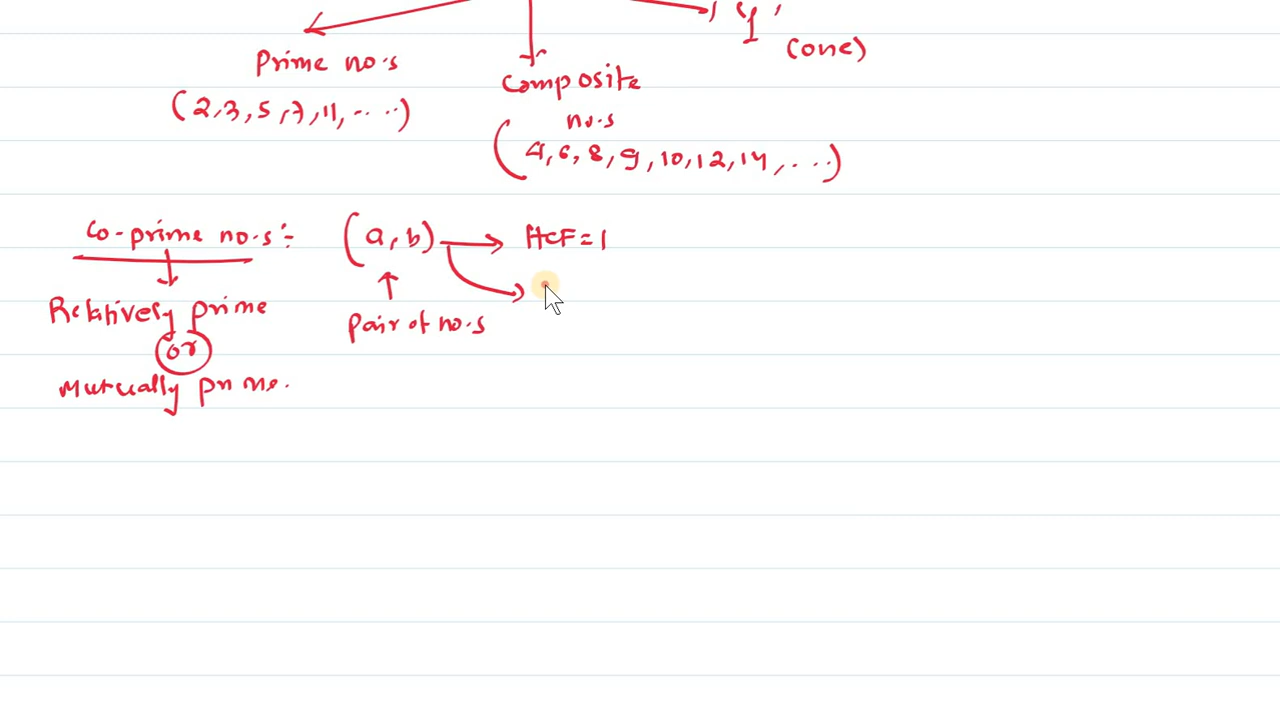 '1'
(one)
Prime no.s
(2,3,5,7,11,.....)
Composite
no.s
(4,6,8,9,10,12,14,....)
Co-prime no.s :- (a,b) → HCF=1
Relatively prime
pair of no.s
or
Mutually prime.